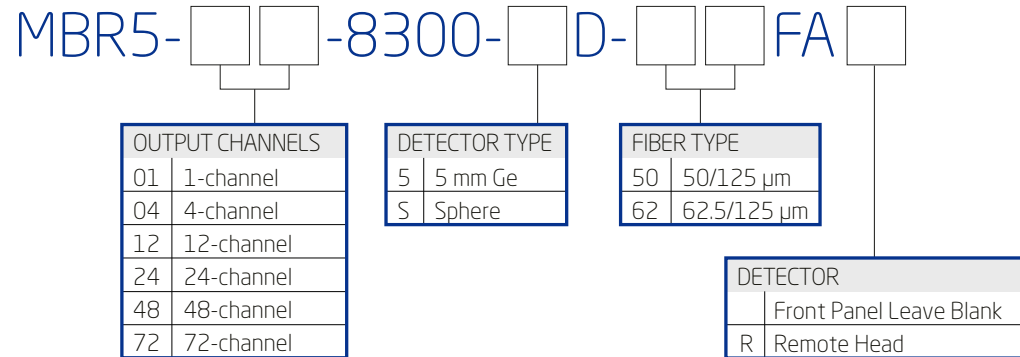 MBR5- -8300- D- FA
OUTPUT CHANNELS
01 1-channel
04 4-channel
12 12-channel
24 24-channel
48 48-channel
72 72-channel
DETECTOR TYPE
5 5 mm Ge
S Sphere
FIBER TYPE
50 50/125 µm
62 62.5/125 µm
DETECTOR
Front Panel Leave Blank
R Remote Head